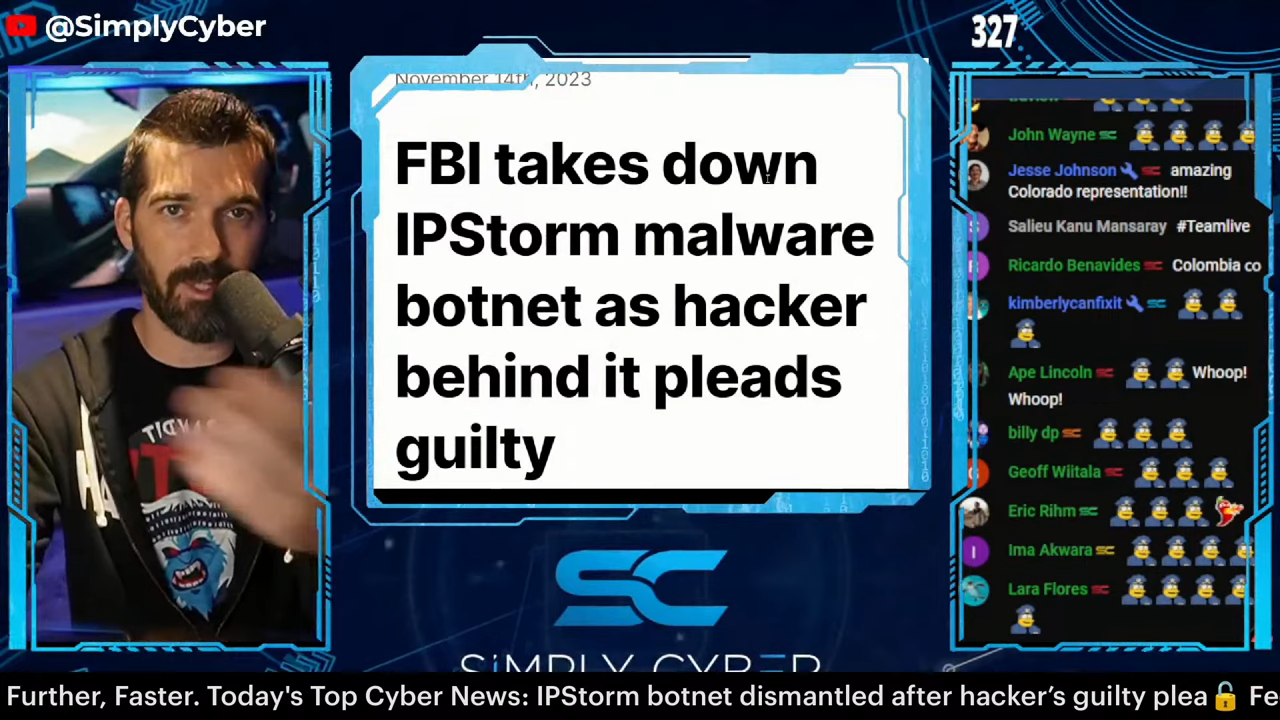 @SimplyCyber
327
November 14th, 2023
FBI takes down
IPStorm malware
botnet as hacker
behind it pleads
guilty
John Wayne
Jesse Johnson amazing
Colorado representation!!
Salieu Kanu Mansaray #Teamlive
Ricardo Benavides Colombia co
kimberlycanfixit
Ape Lincoln Whoop!
Whoop!
billy dp
Geoff Wiitala
Eric Rihm
Ima Akwara
Lara Flores
SC
SIMPLY CYBER
Further, Faster. Today's Top Cyber News: IPStorm botnet dismantled after hacker’s guilty plea🔓 Fe